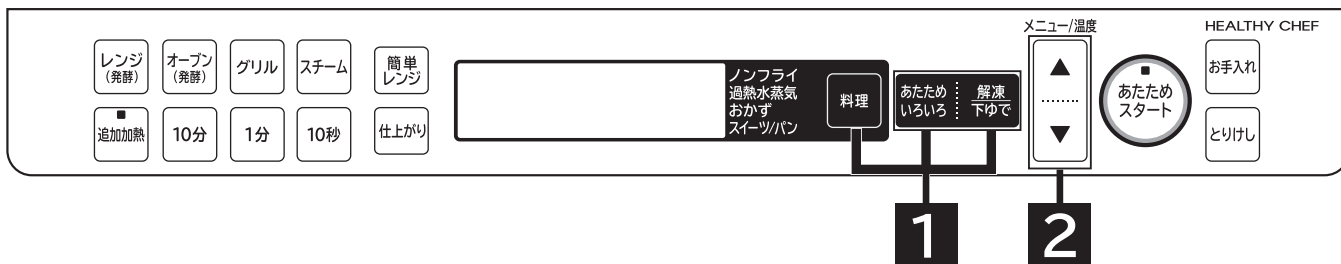 メニュー/温度
HEALTHY CHEF
レンジ
(発酵)
オーブン
(発酵)
グリル
スチーム
簡単
レンジ
追加加熱
10分
1分
10秒
仕上がり
ノンフライ
過熱水蒸気
おかず
スイーツ/パン
料理
あたため
いろいろ
解凍
下ゆで
▲
▼
あたため
スタート
お手入れ
とりけし
1
2